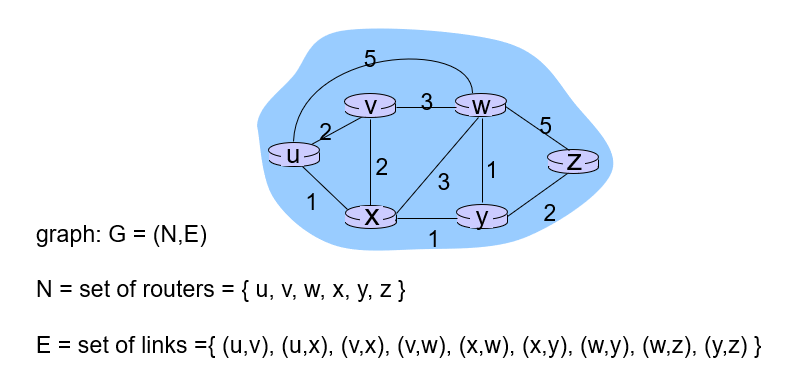 5
v
3
w
2
5
u
2
3
1
z
1
x
y
2
1
graph: G = (N,E)
N = set of routers = { u, v, w, x, y, z }
E = set of links ={ (u,v), (u,x), (v,x), (v,w), (x,w), (x,y), (w,y), (w,z), (y,z) }